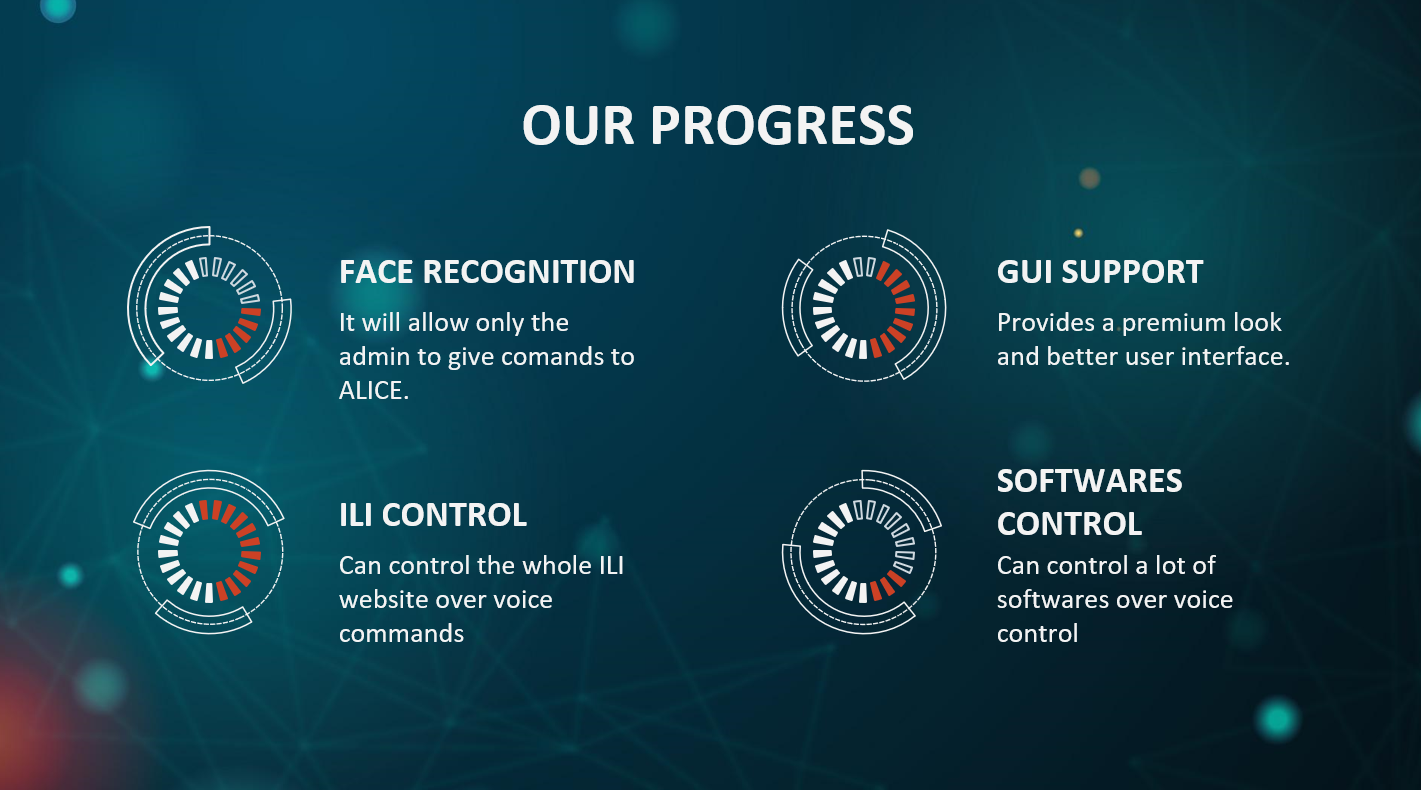 OUR PROGRESS
FACE RECOGNITION
It will allow only the
admin to give comands to
ALICE.
GUI SUPPORT
Provides a premium look
and better user interface.
ILI CONTROL
Can control the whole ILI
website over voice
commands
SOFTWARES
CONTROL
Can control a lot of
softwares over voice
control